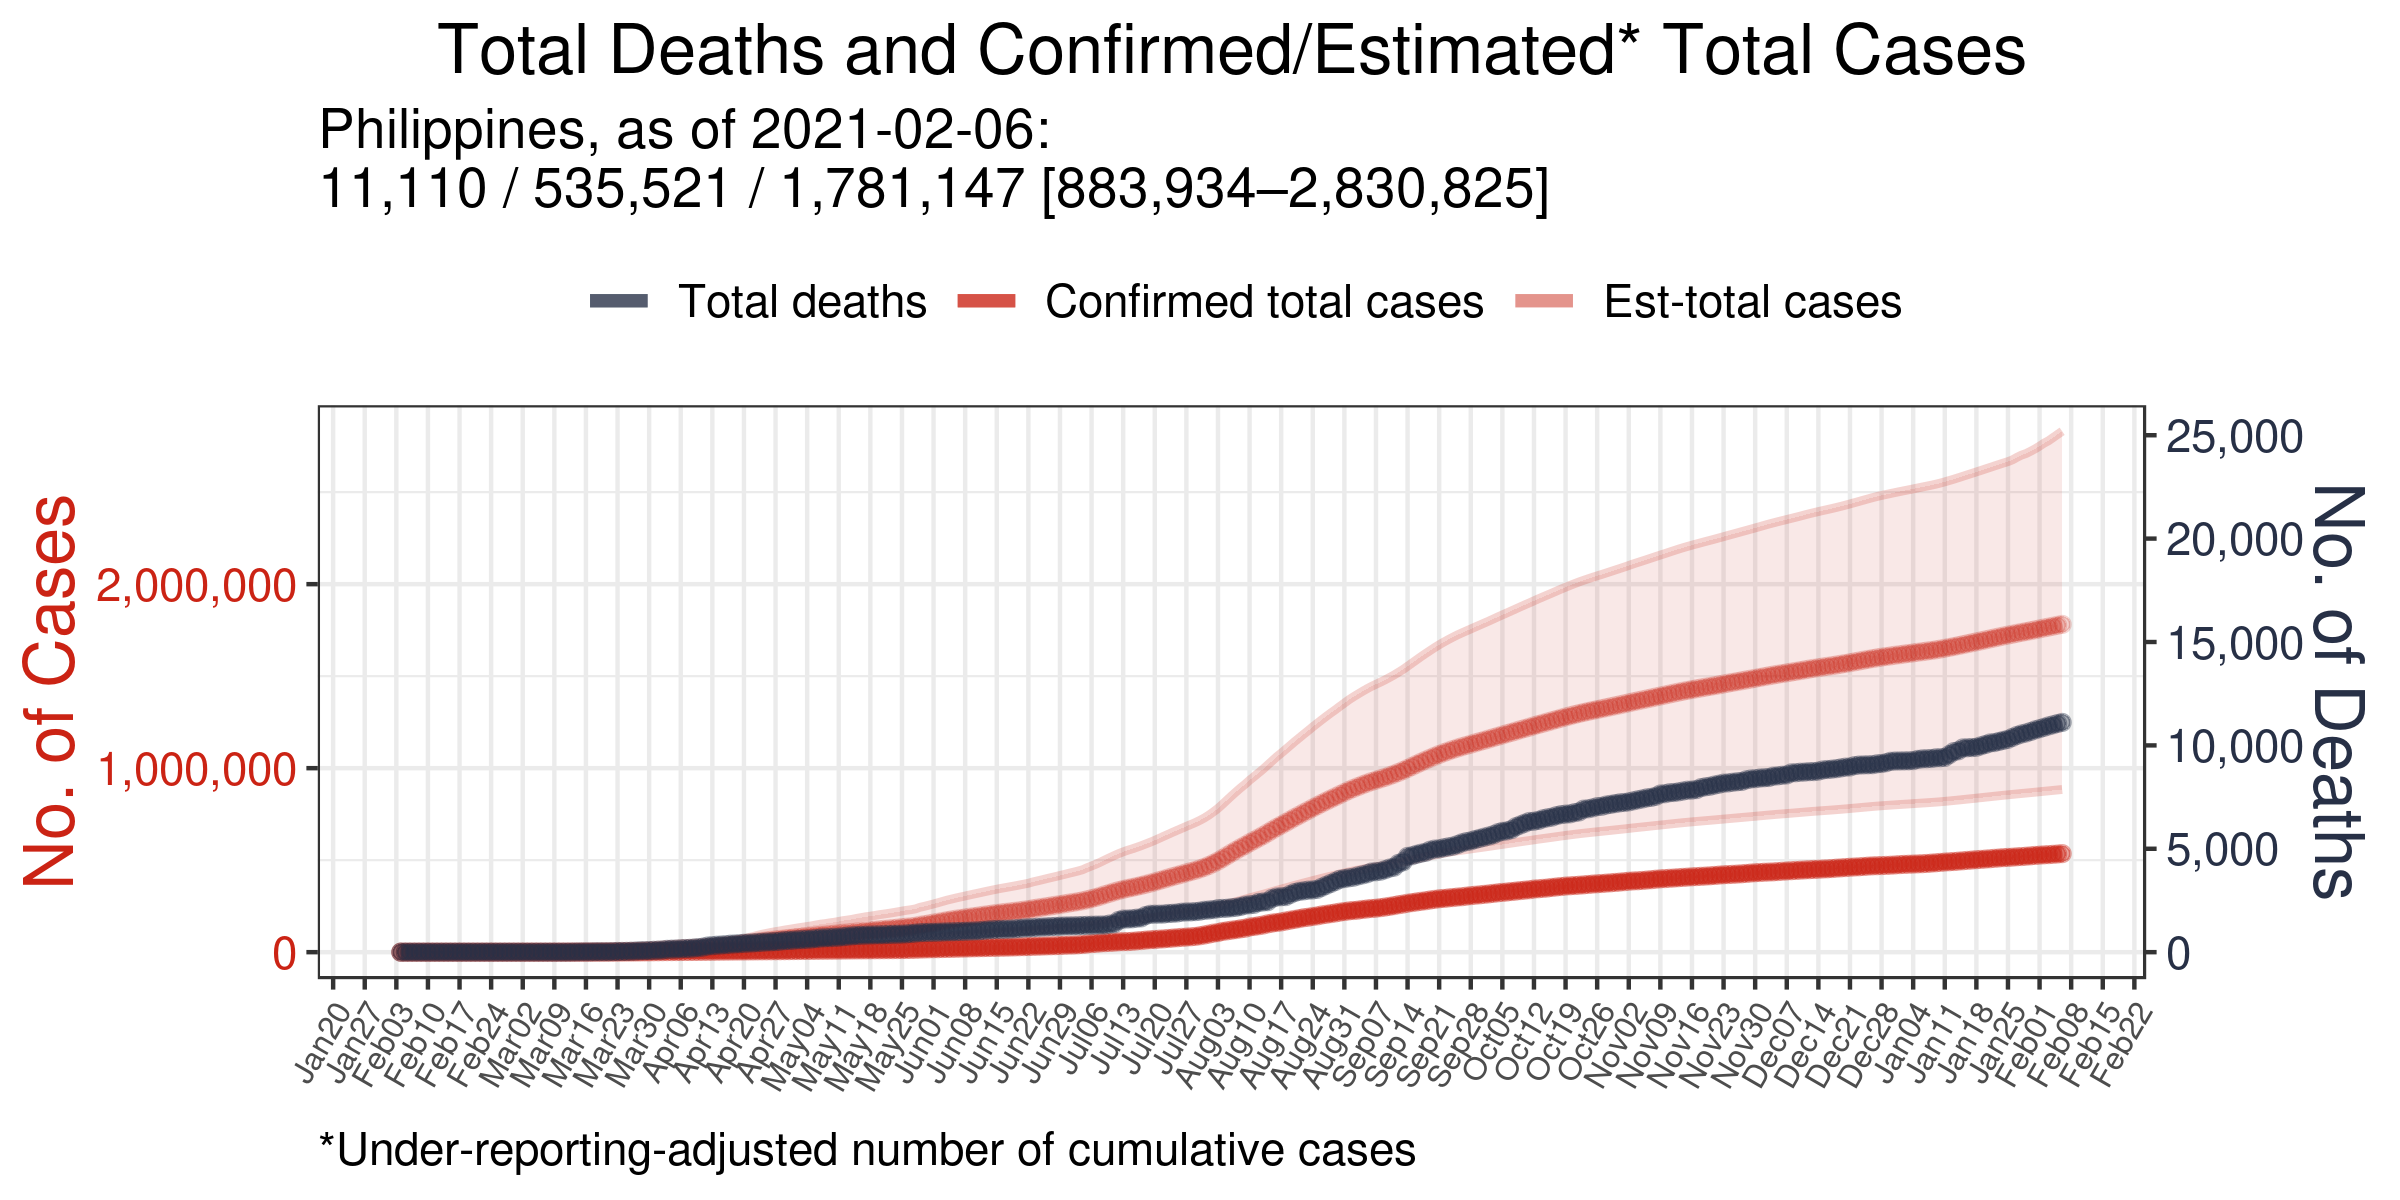 Total Deaths and Confirmed/Estimated* Total Cases
Philippines, as of 2021-02-06:
11,110 / 535,521 / 1,781,147 [883,934–2,830,825]
Total deaths
Confirmed total cases
Est-total cases
No. of Cases
2,000,000
1,000,000
0
25,000
20,000
15,000
10,000
5,000
0
No. of Deaths
Jan20
Jan27
Feb03
Feb10
Feb17
Feb24
Mar02
Mar09
Mar16
Mar23
Mar30
Apr06
Apr13
Apr20
Apr27
May04
May11
May18
May25
Jun01
Jun08
Jun15
Jun22
Jun29
Jul06
Jul13
Jul20
Jul27
Aug03
Aug10
Aug17
Aug24
Aug31
Sep07
Sep14
Sep21
Sep28
Oct05
Oct12
Oct19
Oct26
Nov02
Nov09
Nov16
Nov23
Nov30
Dec07
Dec14
Dec21
Dec28
Jan04
Jan11
Jan18
Jan25
Feb01
Feb08
Feb15
Feb22
*Under-reporting-adjusted number of cumulative cases